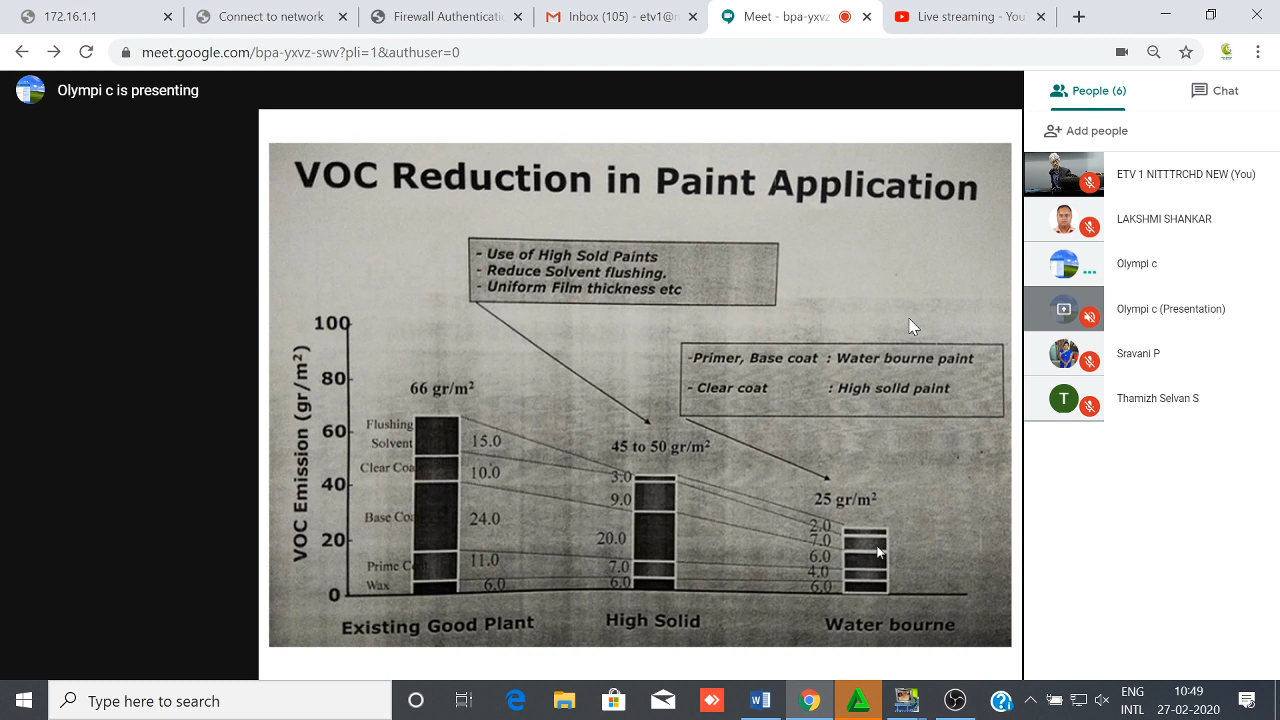 172.16.1.1
Connect to network
Firewall Authenticati
Inbox (105) - etv1@n
Meet - bpa-yxvz
Live streaming - You
meet.google.com/bpa-yxvz-swv?pli=1&authuser=0
Olympi c is presenting
People (6)
Chat
Add people
ETV 1 NITTTRCHD NEW (You)
LAKSHMI SHANKAR
Olympi c
Olympi c (Presentation)
Sravani P
T
Thamizh Selvan S
VOC Reduction in Paint Application
- Use of High Sold Paints
- Reduce Solvent flushing.
- Uniform Film thickness etc
-Primer, Base coat : Water bourne paint
- Clear coat : High solid paint
VOC Emission (gr/m²)
100
80
60
40
20
0
66 gr/m²
Flushing
Solvent
15.0
Clear Coa
10.0
Base Co
24.0
Prime C
11.0
Wax
6.0
45 to 50 gr/m²
3.0
9.0
20.0
7.0
6.0
25 gr/m²
2.0
7.0
6.0
4.0
6.0
Existing Good Plant
High Solid
Water bourne
Type here to search
ENG
INTL
10:49
27-02-2020